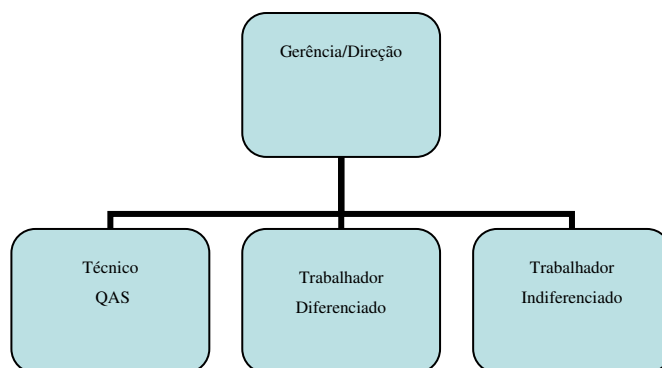 Gerência/Direção
Técnico
QAS
Trabalhador
Diferenciado
Trabalhador
Indiferenciado